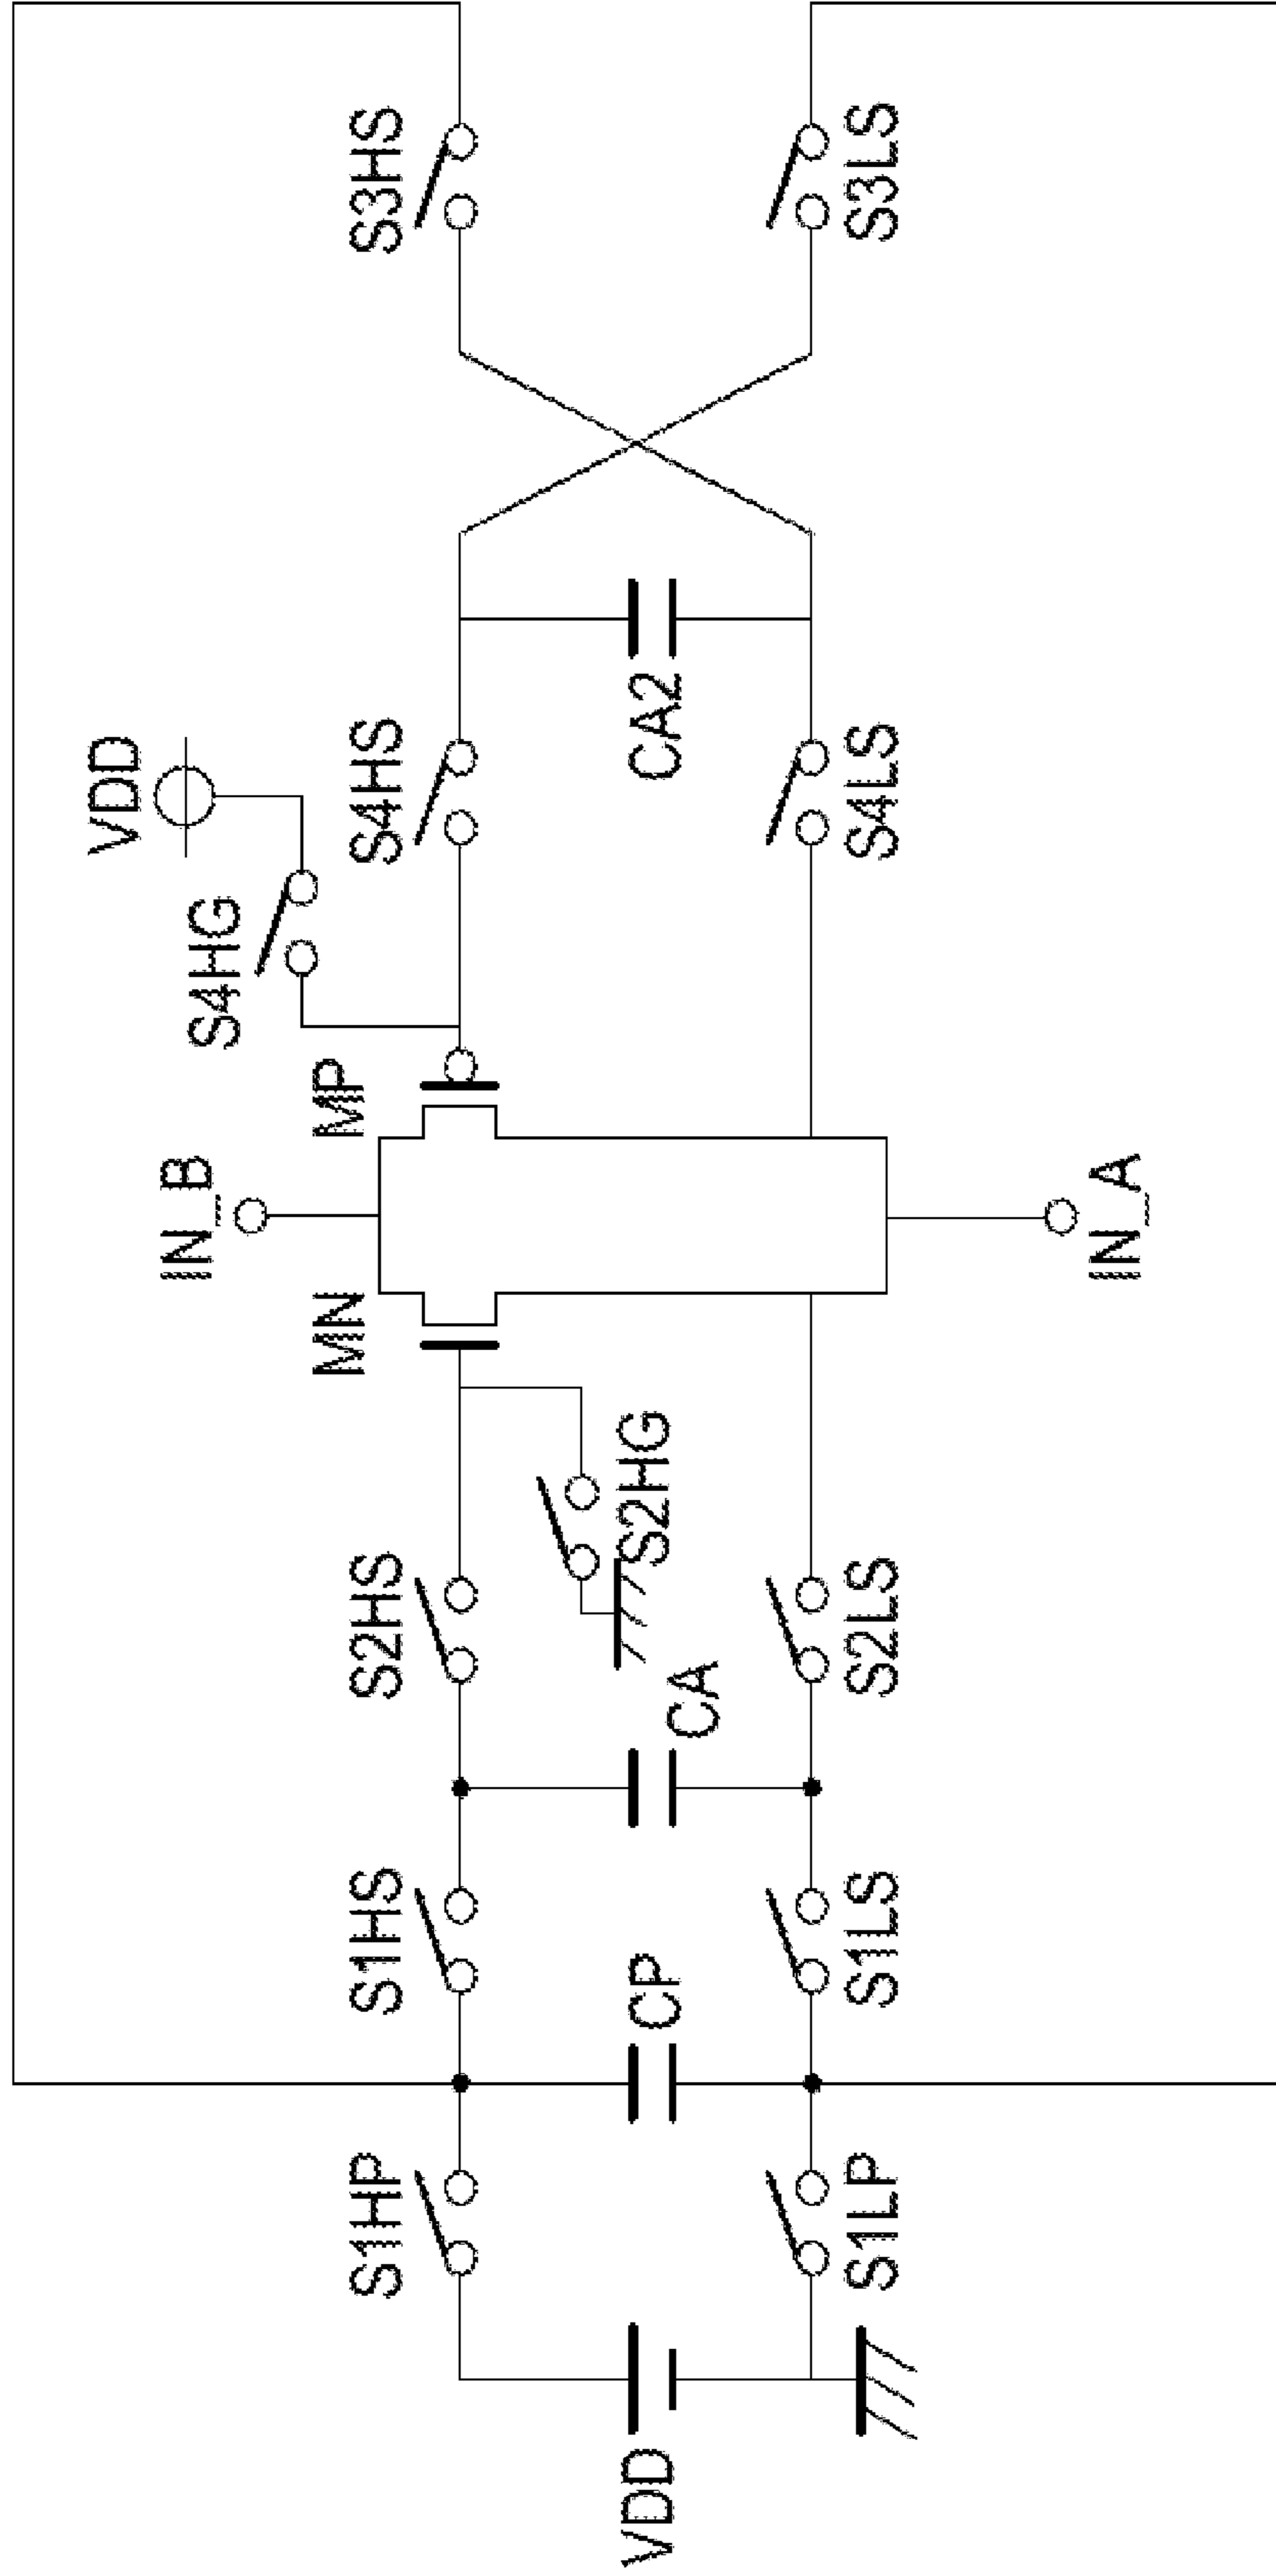 S3HS
S3LS
VDD
S4HG
S4HS
CA2
S4LS
MP
IN_B
IN_A
MN
S2HG
S2HS
CA
S2LS
S1HS
CP
S1LS
S1HP
S1LP
VDD